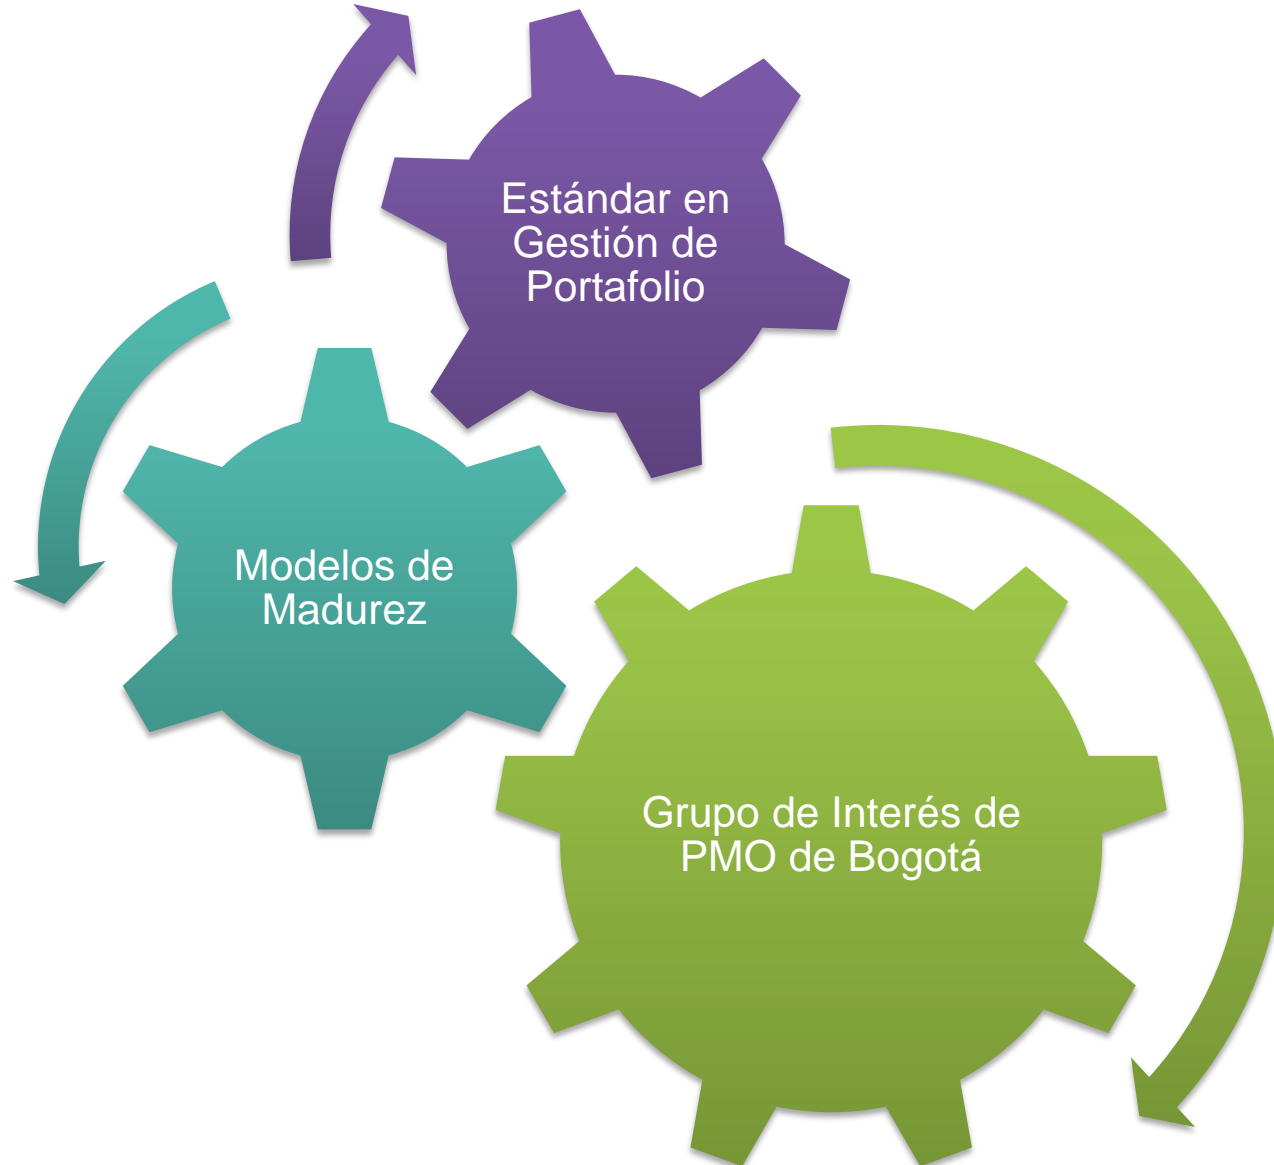 Estándar en
Gestión de
Portafolio
Modelos de
Madurez
Grupo de Interés de
PMO de Bogotá